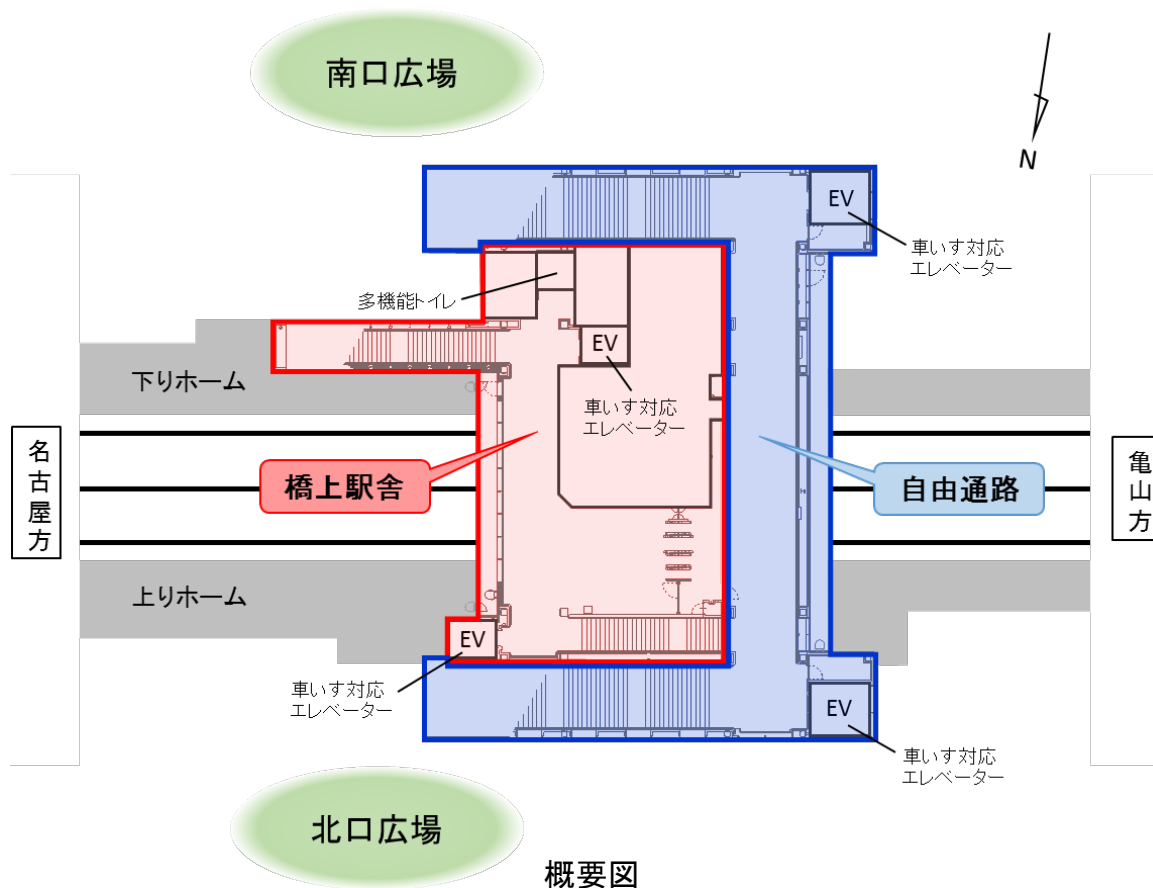 南口広場
N
EV
車いす対応
エレベーター
多機能トイレ
EV
車いす対応
エレベーター
下りホーム
名古屋方
橋上駅舎
自由通路
亀山方
上りホーム
EV
車いす対応
エレベーター
EV
車いす対応
エレベーター
北口広場
概要図